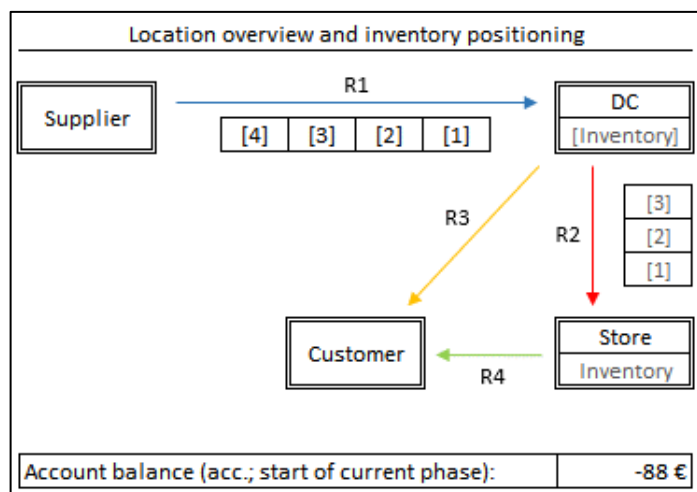 Location overview and inventory positioning
R1
Supplier
DC
[4] [3] [2] [1]
[Inventory]
R3
R2
[3]
[2]
[1]
Customer
R4
Store
Inventory
Account balance (acc.; start of current phase): -88 €